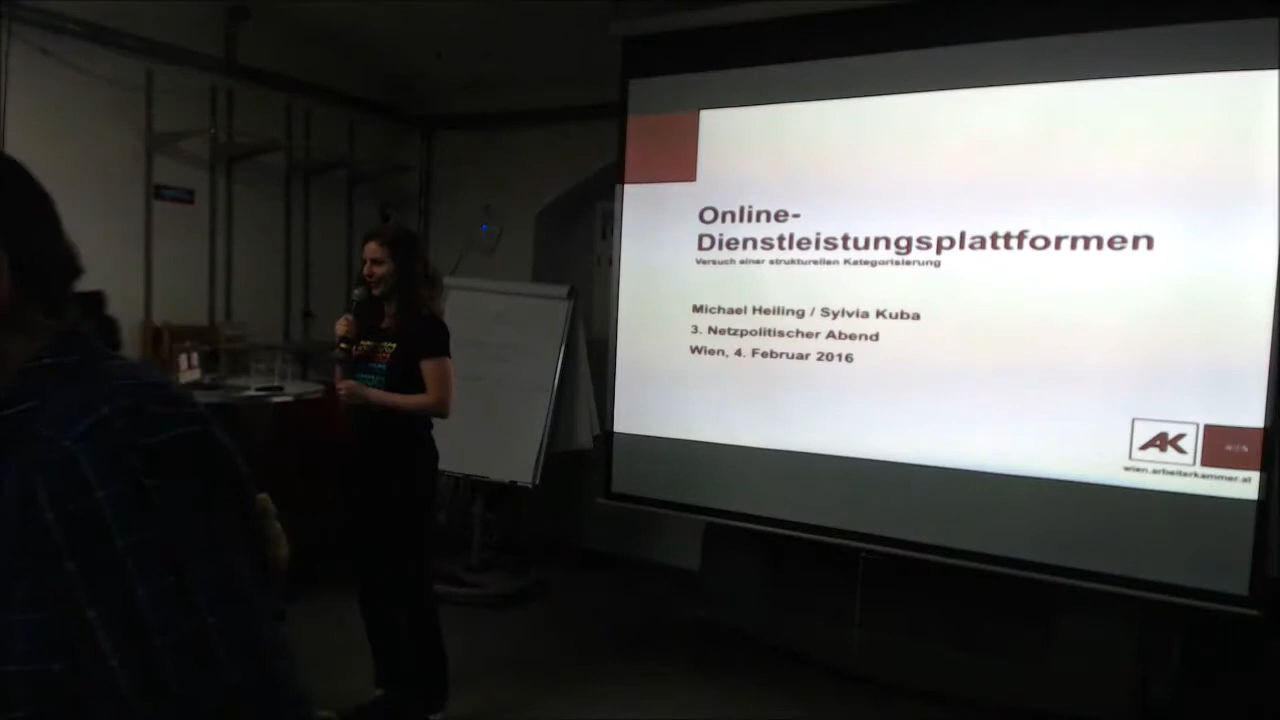 Online-
Dienstleistungsplattformen
Versuch einer strukturellen Kategorisierung
Michael Heiling / Sylvia Kuba
3. Netzpolitischer Abend
Wien, 4. Februar 2016
AK
WIEN
wien.arbeiterkammer.at